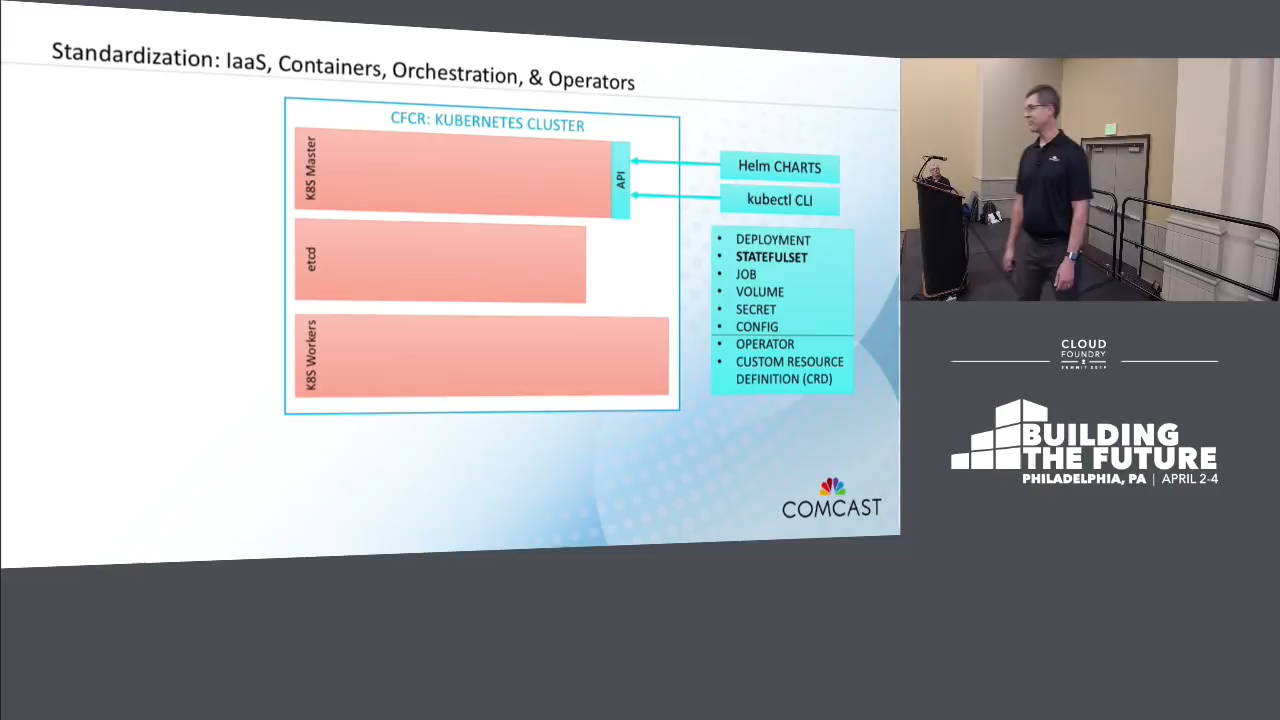 Standardization: IaaS, Containers, Orchestration, & Operators
CFCR: KUBERNETES CLUSTER
K8S Master
API
Helm CHARTS
kubectl CLI
etcd
K8S Workers
• DEPLOYMENT
• STATEFULSET
• JOB
• VOLUME
• SECRET
• CONFIG
• OPERATOR
• CUSTOM RESOURCE
DEFINITION (CRD)
COMCAST
CLOUD
FOUNDRY
SUMMIT 2019
BUILDING
THE FUTURE
PHILADELPHIA, PA | APRIL 2-4